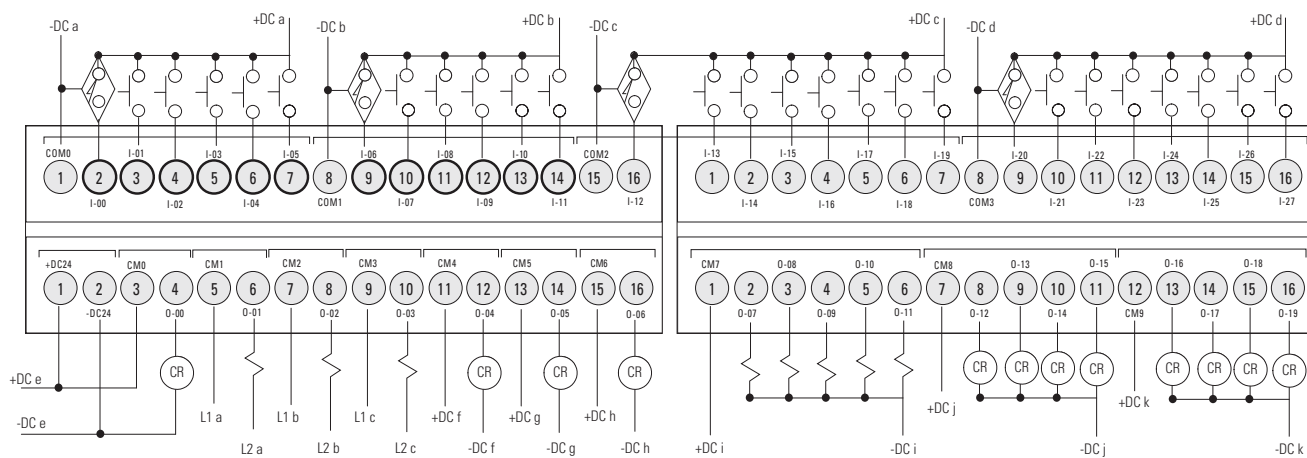 -DC a +DC a -DC b +DC b -DC c +DC c -DC d +DC d
COM0 I-01 I-03 I-05 I-06 I-08 I-10 COM2 I-13 I-15 I-17 I-19 I-20 I-22 I-24 I-26
1 2 3 4 5 6 7 8 9 10 11 12 13 14 15 16 1 2 3 4 5 6 7 8 9 10 11 12 13 14 15 16
I-00 I-02 I-04 COM1 I-07 I-09 I-11 I-12 I-14 I-16 I-18 COM3 I-21 I-23 I-25 I-27
+DC24 CM0 CM1 CM2 CM3 CM4 CM5 CM6 CM7 O-08 O-10 CM8 O-13 O-15 O-16 O-18
1 2 3 4 5 6 7 8 9 10 11 12 13 14 15 16 1 2 3 4 5 6 7 8 9 10 11 12 13 14 15 16
-DC24 O-00 O-01 O-02 O-03 O-04 O-05 O-06 O-07 O-09 O-11 O-12 O-14 CM9 O-17 O-19
CR CR CR CR CR CR CR CR CR CR CR CR
+DC e L1 a L1 b L1 c +DC f +DC g +DC h +DC j +DC k
-DC e L2 a L2 b L2 c -DC f -DC g -DC h +DC i -DC i -DC j -DC k